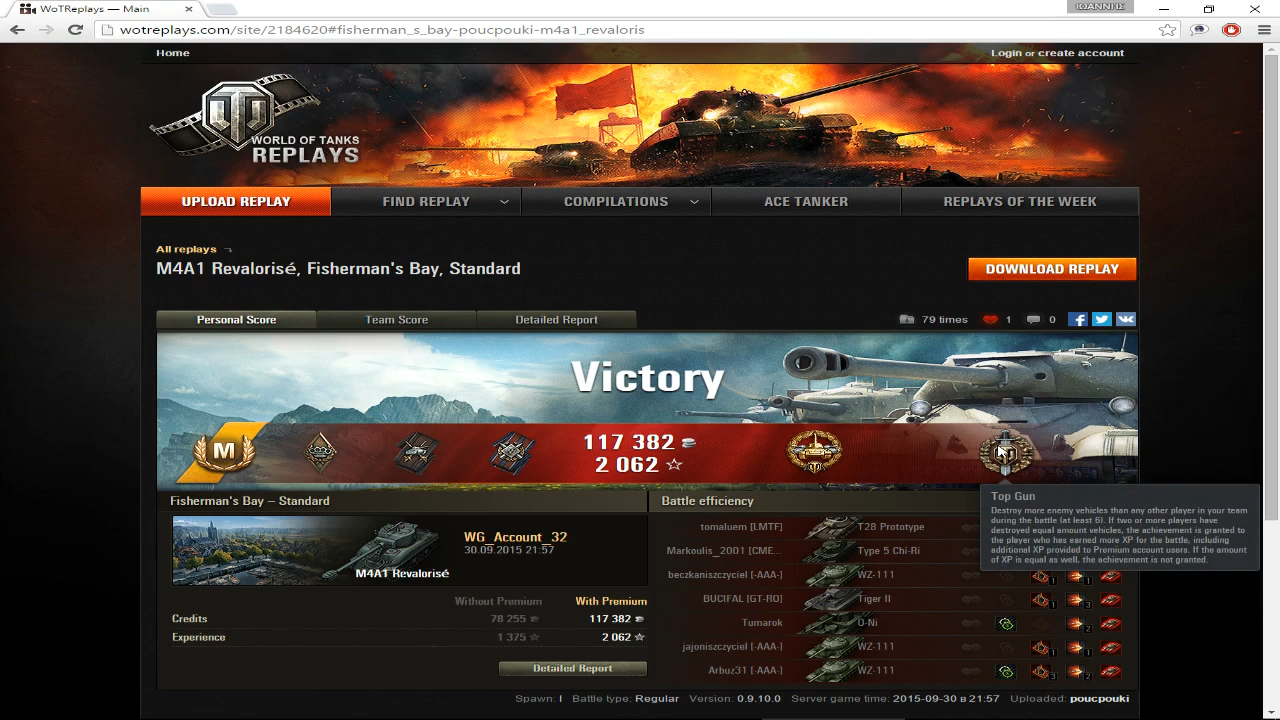 WoTReplays — Main
IOANNIS
wotreplays.com/site/2184620#fisherman_s_bay-poucpouki-m4a1_revaloris
Home
Login or create account
WORLD OF TANKS
REPLAYS
UPLOAD REPLAY
FIND REPLAY
COMPILATIONS
ACE TANKER
REPLAYS OF THE WEEK
All replays
M4A1 Revalorisé, Fisherman's Bay, Standard
DOWNLOAD REPLAY
Personal Score
Team Score
Detailed Report
79 times
1
0
Victory
M
117 382
2 062
Fisherman's Bay – Standard
Battle efficiency
Top Gun
Destroy more enemy vehicles than any other player in your team
during the battle (at least 6). If two or more players have
destroyed equal amount vehicles, the achievement is granted to
the player who has earned more XP for the battle, including
additional XP provided to Premium account users. If the amount
of XP is equal as well, the achievement is not granted.
WG_Account_32
30.09.2015 21:57
M4A1 Revalorisé
Without Premium With Premium
Credits 78 255 117 382
Experience 1 375 2 062
Detailed Report
tomaluem [LMTF] T28 Prototype
Markoulis_2001 [CME... Type 5 Chi-Ri
beczkaniszczyciel [-AAA-] WZ-111 1 1
BUCIFAL [GT-RO] Tiger II 1 3
Tumarok O-Ni 2
jajoniszczyciel [-AAA-] WZ-111 1 1
Arbuz31 [-AAA-] WZ-111 3 2
Spawn: I Battle type: Regular Version: 0.9.10.0 Server game time: 2015-09-30 в 21:57 Uploaded: poucpouki